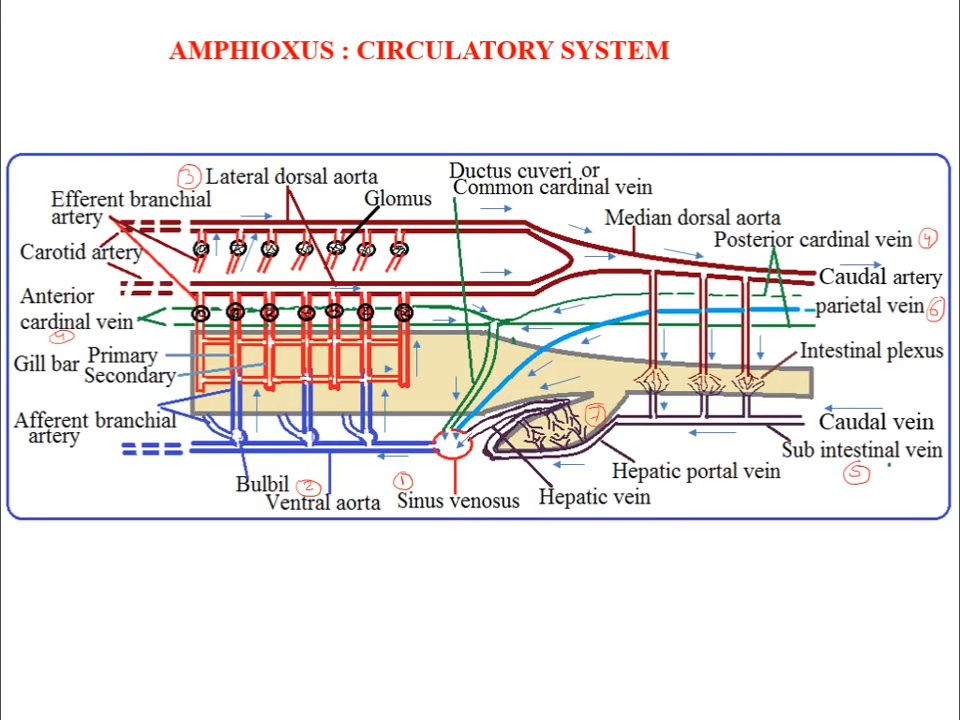 AMPHIOXUS : CIRCULATORY SYSTEM
Ductus cuveri or
Common cardinal vein
3 Lateral dorsal aorta
Glomus
Efferent branchial
artery
Median dorsal aorta
Posterior cardinal vein 4
Carotid artery
Caudal artery
Anterior
cardinal vein
4
parietal vein 6
Gill bar
Primary
Secondary
Intestinal plexus
7
Afferent branchial
artery
Caudal vein
Sub intestinal vein
5
Hepatic portal vein
Bulbil
2
Ventral aorta
1
Sinus venosus
Hepatic vein